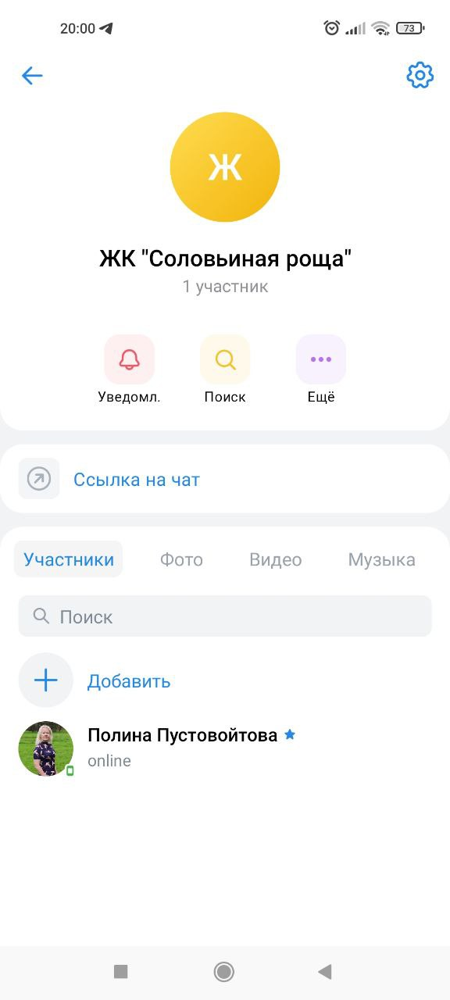 20:00
73
Ж
ЖК "Соловьиная роща"
1 участник
Уведомл. Поиск Ещё
Ссылка на чат
Участники Фото Видео Музыка
Поиск
Добавить
Полина Пустовойтова
online